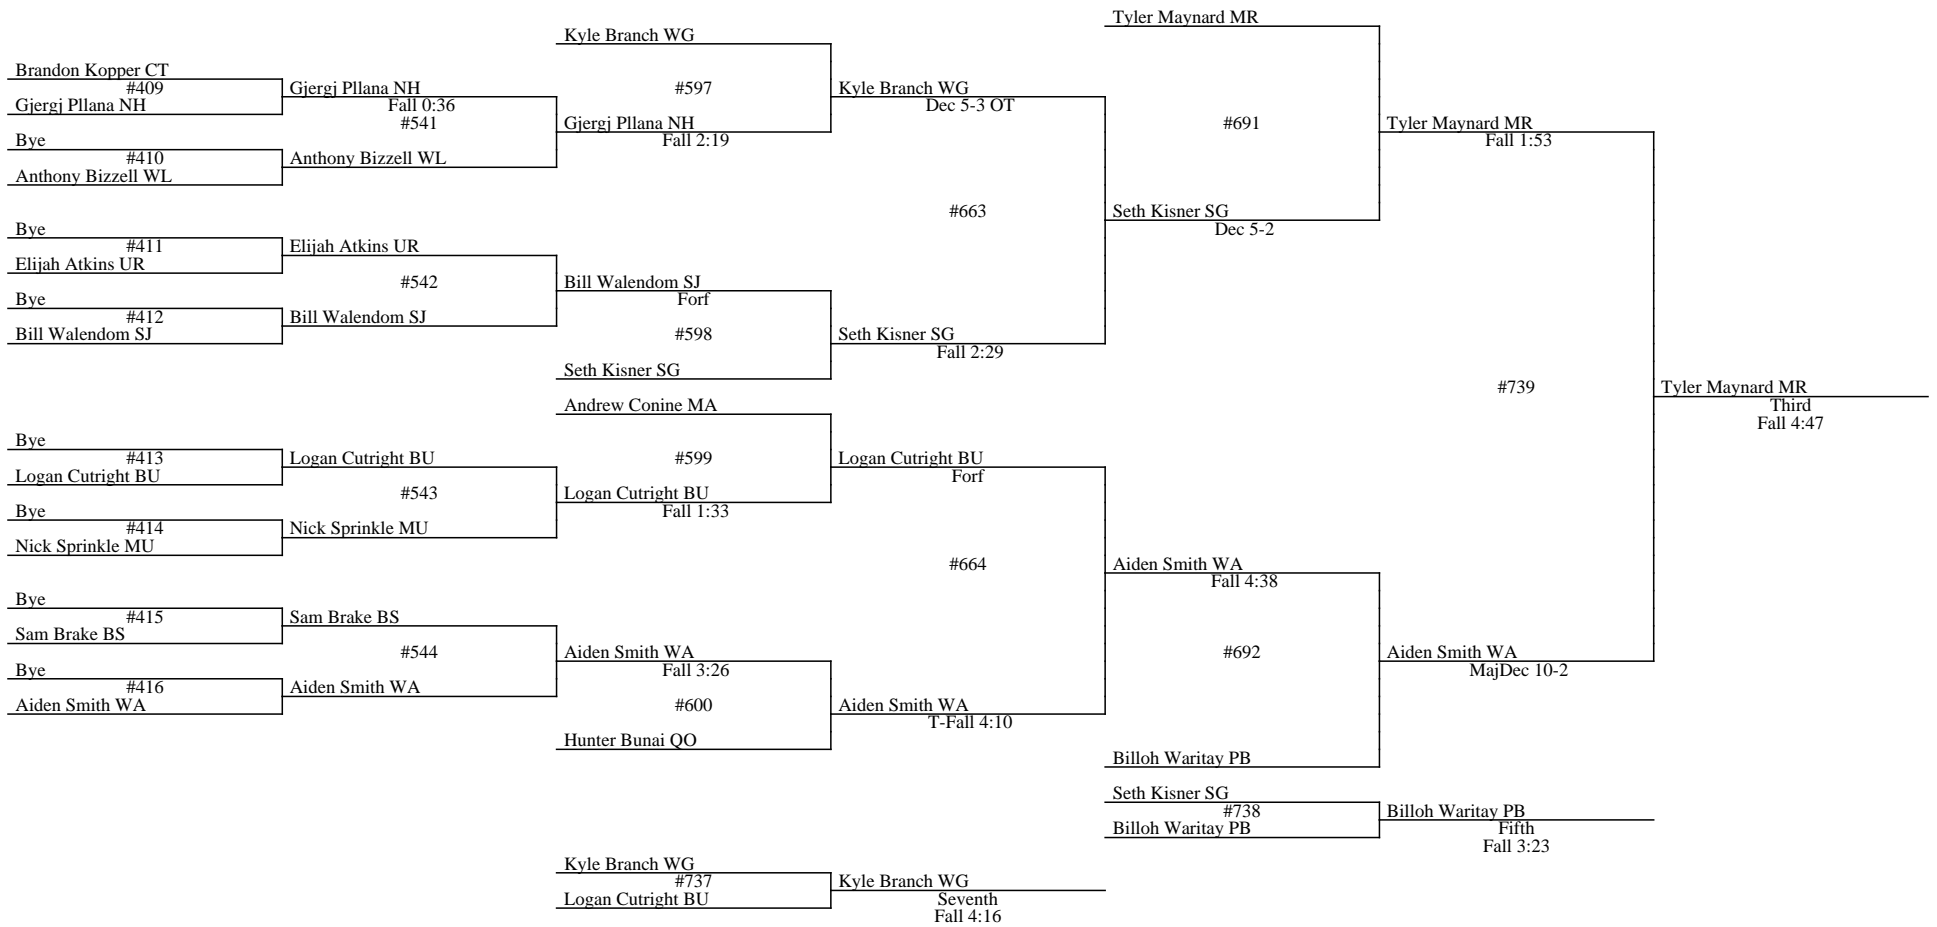 Tyler Maynard MR
Kyle Branch WG
Brandon Kopper CT
#409
Gjergj Pllana NH
Gjergj Pllana NH
Fall 0:36
#541
#597
Kyle Branch WG
Dec 5-3 OT
Gjergj Pllana NH
Fall 2:19
#691
Tyler Maynard MR
Fall 1:53
Bye
#410
Anthony Bizzell WL
Anthony Bizzell WL
#663
Seth Kisner SG
Dec 5-2
Bye
#411
Elijah Atkins UR
Elijah Atkins UR
#542
Bill Walendom SJ
Forf
Bye
#412
Bill Walendom SJ
Bill Walendom SJ
#598
Seth Kisner SG
Fall 2:29
Seth Kisner SG
#739
Tyler Maynard MR
Third
Fall 4:47
Andrew Conine MA
Bye
#413
Logan Cutright BU
Logan Cutright BU
#543
#599
Logan Cutright BU
Forf
Logan Cutright BU
Fall 1:33
Bye
#414
Nick Sprinkle MU
Nick Sprinkle MU
#664
Aiden Smith WA
Fall 4:38
Bye
#415
Sam Brake BS
Sam Brake BS
#544
Aiden Smith WA
Fall 3:26
#692
Aiden Smith WA
MajDec 10-2
Bye
#416
Aiden Smith WA
Aiden Smith WA
#600
Aiden Smith WA
T-Fall 4:10
Hunter Bunai QO
Billoh Waritay PB
Seth Kisner SG
#738
Billoh Waritay PB
Billoh Waritay PB
Fifth
Fall 3:23
Kyle Branch WG
#737
Logan Cutright BU
Kyle Branch WG
Seventh
Fall 4:16